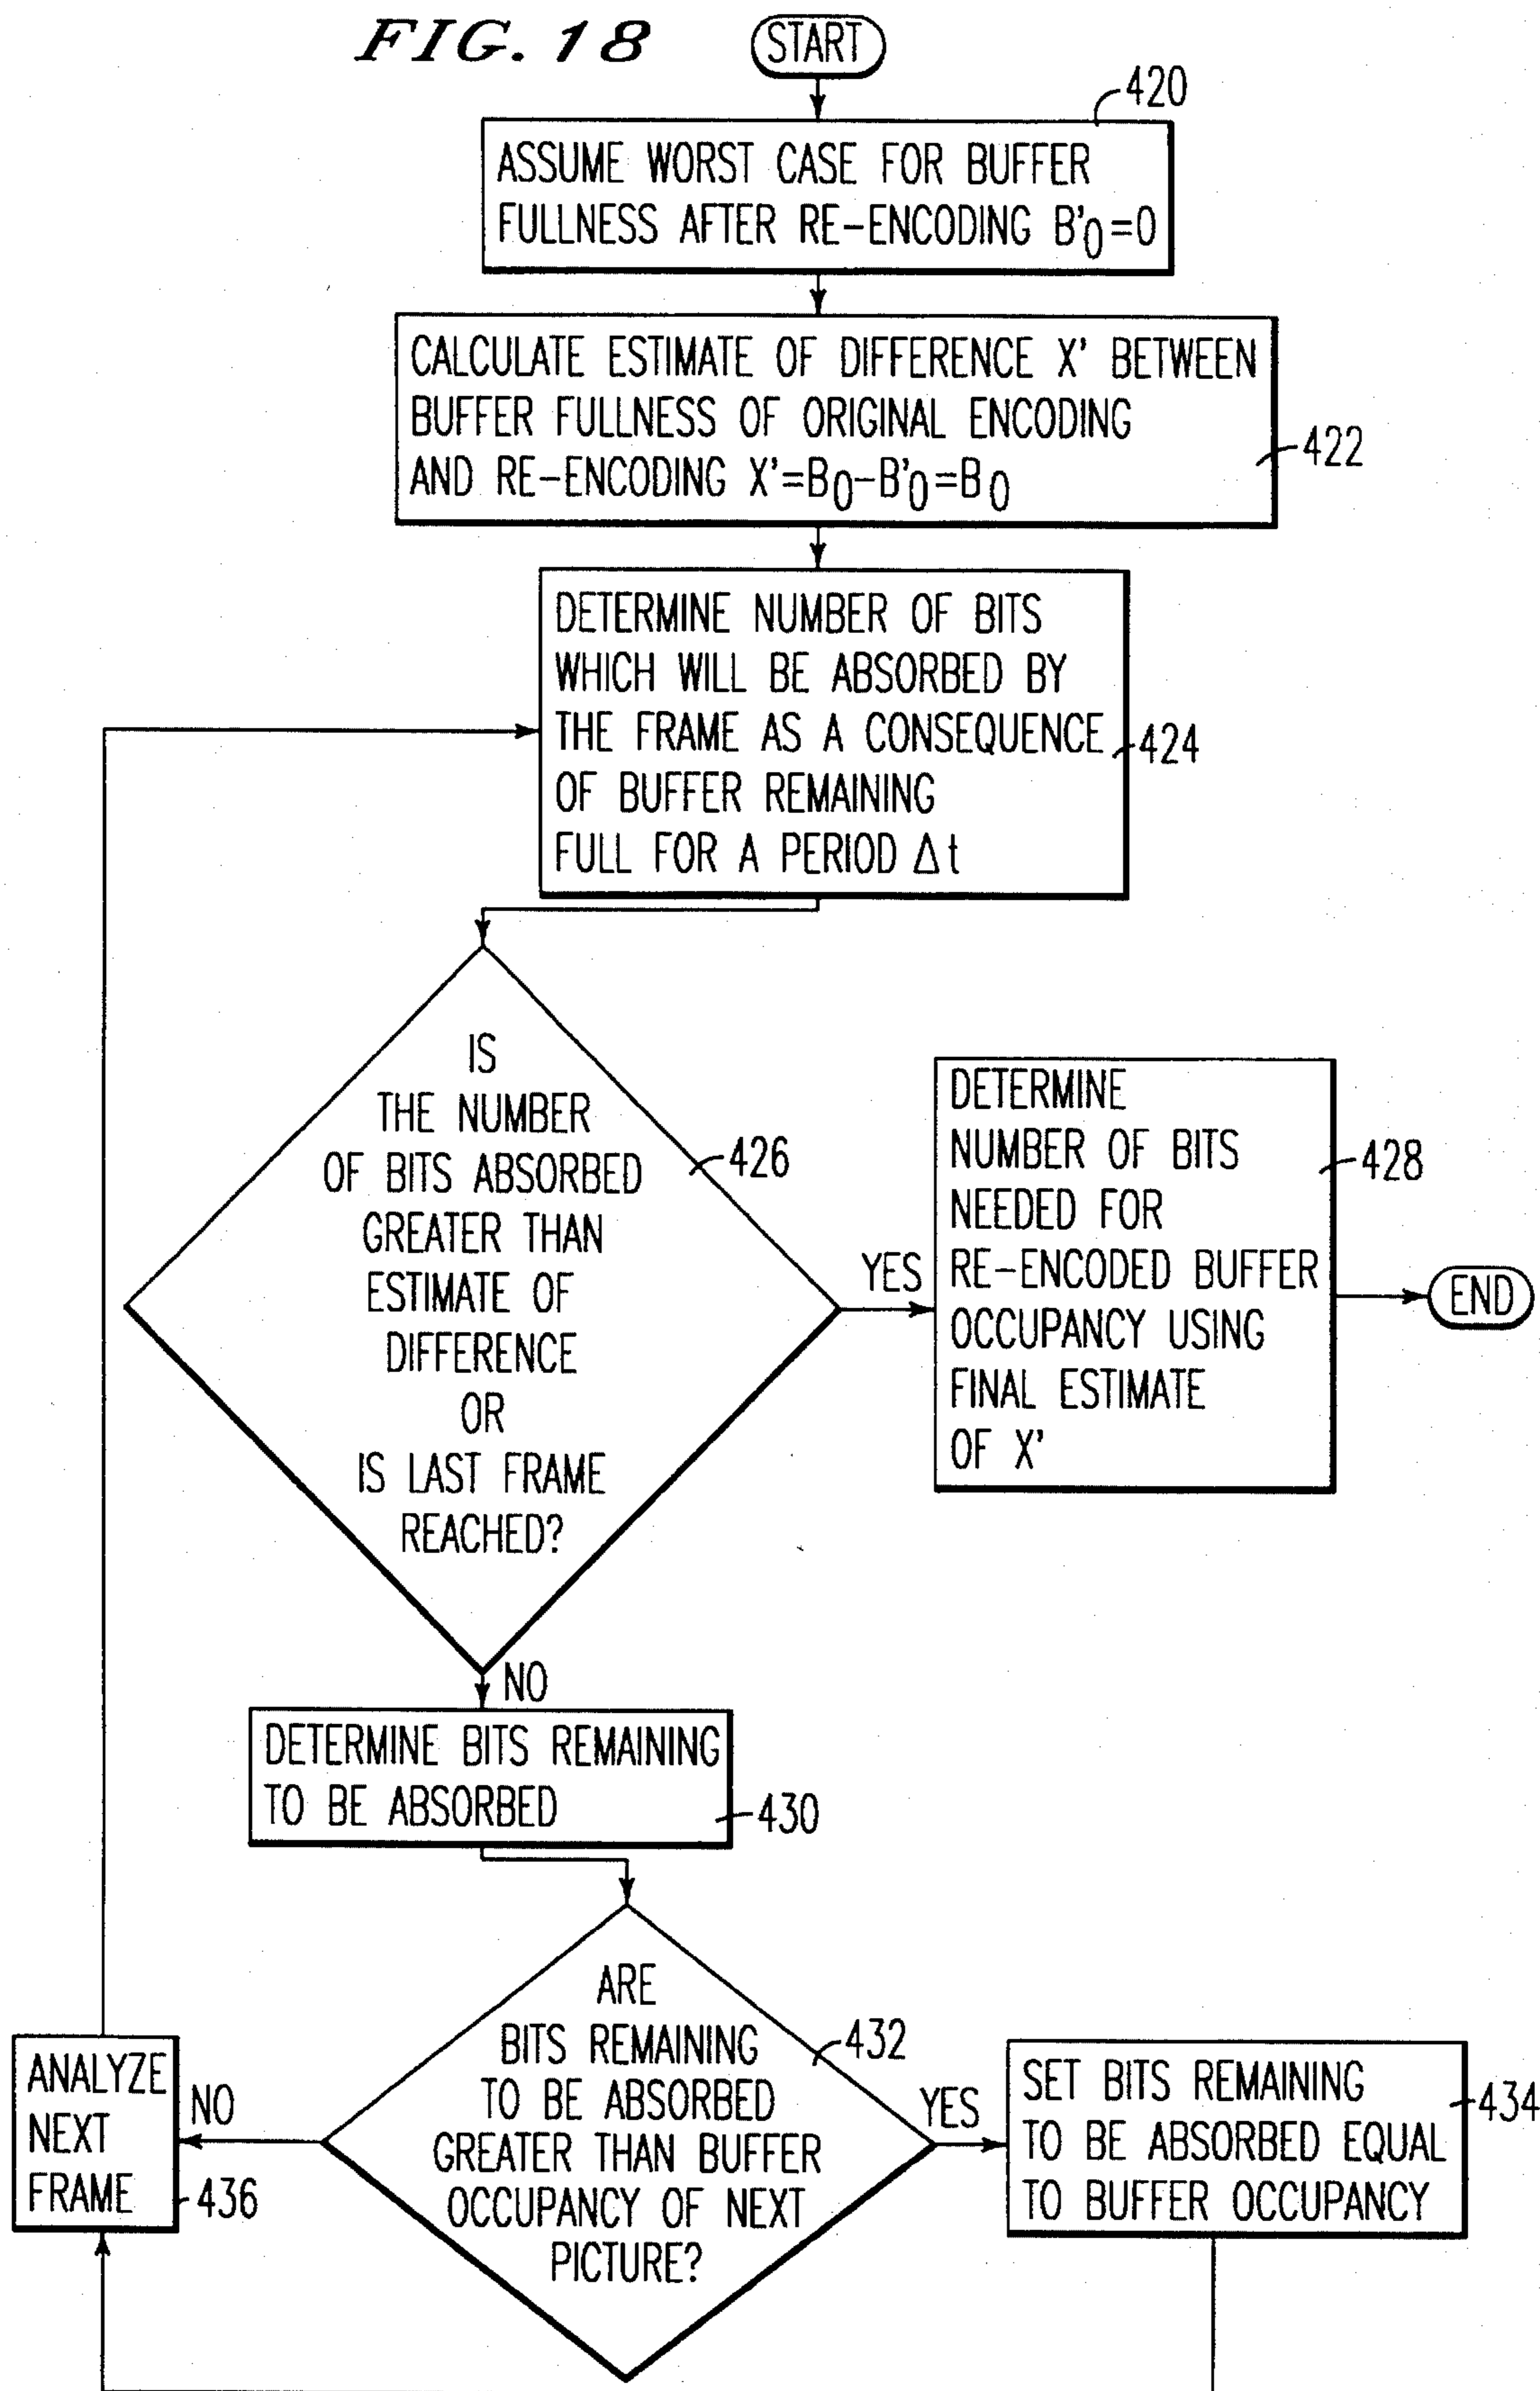 FIG. 18
START
420
ASSUME WORST CASE FOR BUFFER
FULLNESS AFTER RE-ENCODING B'0=0
CALCULATE ESTIMATE OF DIFFERENCE X' BETWEEN
BUFFER FULLNESS OF ORIGINAL ENCODING
AND RE-ENCODING X'=B0-B'0=B0
422
DETERMINE NUMBER OF BITS
WHICH WILL BE ABSORBED BY
THE FRAME AS A CONSEQUENCE
OF BUFFER REMAINING
FULL FOR A PERIOD Δt
424
IS
THE NUMBER
OF BITS ABSORBED
GREATER THAN
ESTIMATE OF
DIFFERENCE
OR
IS LAST FRAME
REACHED?
426
YES
DETERMINE
NUMBER OF BITS
NEEDED FOR
RE-ENCODED BUFFER
OCCUPANCY USING
FINAL ESTIMATE
OF X'
428
END
NO
DETERMINE BITS REMAINING
TO BE ABSORBED
430
ARE
BITS REMAINING
TO BE ABSORBED
GREATER THAN BUFFER
OCCUPANCY OF NEXT
PICTURE?
432
YES
SET BITS REMAINING
TO BE ABSORBED EQUAL
TO BUFFER OCCUPANCY
434
NO
ANALYZE
NEXT
FRAME
436